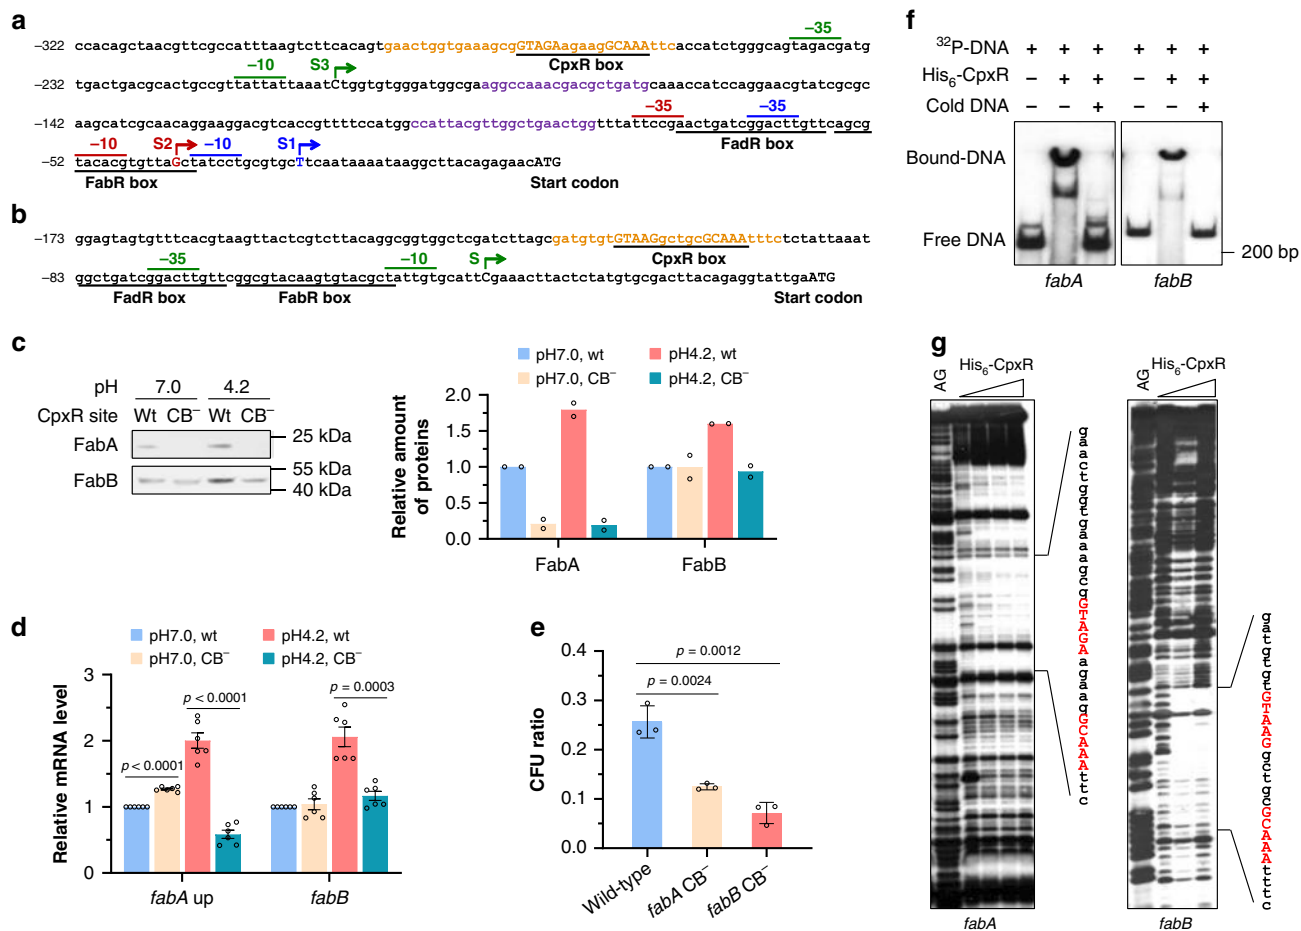 a
−35
−322 ccacagctaacgttcgccatttaagtcttcacagtgaactggtgaaagcgGTAGAagaagGCAAAttcaccatctgggcagtagacgatg
−10 S3 CpxR box
−232 tgactgacgcactgccgttattattaaatCtggtgtgggatggcgaaggccaaacgacgctgatgcaaaccatccaggaacgtatcgcgc
−35 −35
−142 aagcatcgcaacaggaaggacgtcaccgttttccatggccattacgttggctgaactggtttattccgaactgatcggacttgttcagcg
−10 S2 −10 S1 FadR box
−52 tacacgtgttaGctatcctgcgtgcTtcaataaaataaggcttacagagaacATG
FabR box Start codon
b
−173 ggagtagtgtttcacgtaagttactcgtcttacaggcggtggctcgatcttagcgatgtgtGTAAGgctgcGCAAAtttctctattaaat
−35 −10 S CpxR box
−83 ggctgatcggacttgttcggcgtacaagtgtacgctattgtgcattCgaaacttactctatgtgcgacttacagaggtattgaATG
FadR box FabR box Start codon
c
pH 7.0 4.2
CpxR site Wt CB− Wt CB−
FabA 25 kDa
FabB 55 kDa
40 kDa
pH7.0, wt pH4.2, wt
pH7.0, CB− pH4.2, CB−
Relative amount
of proteins
2.0
1.5
1.0
0.5
0.0
FabA FabB
d
pH7.0, wt pH4.2, wt
pH7.0, CB− pH4.2, CB−
Relative mRNA level
3
2
1
0
p < 0.0001
p < 0.0001
p = 0.0003
fabA up fabB
e
CFU ratio
0.4
0.3
0.2
0.1
0.0
p = 0.0012
p = 0.0024
Wild-type
fabA CB−
fabB CB−
f
32P-DNA + + + + + +
His6-CpxR − + + − + +
Cold DNA − − + − − +
Bound-DNA
Free DNA
200 bp
fabA fabB
g
AG His6-CpxR
gaactggtgaaagcgGTAGAagaagGCAAAttc
fabA
AG His6-CpxR
gatgtgtGTAAGgctgcGCAAAtttc
fabB